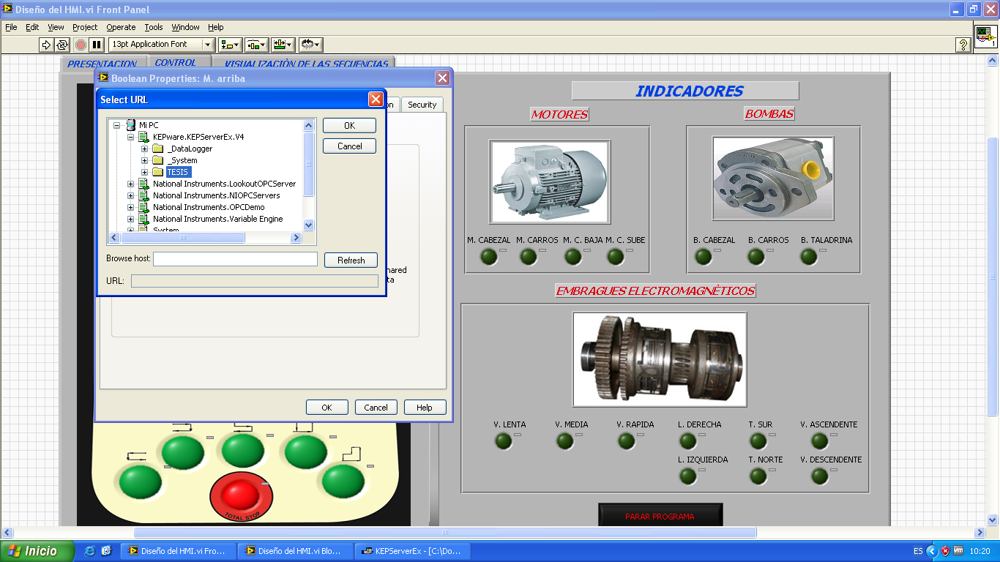 Diseño del HMI.vi Front Panel
File Edit View Project Operate Tools Window Help
13pt Application Font
1
PRESENTACION CONTROL VISUALIZACIÒN DE LAS SECUENCIAS
Boolean Properties: M. arriba
Select URL
Security
Mi PC
KEPware.KEPServerEx.V4
_DataLogger
_System
TESIS
National Instruments.LookoutOPCServer
National Instruments.NIOPCServers
National Instruments.OPCDemo
National Instruments.Variable Engine
System
OK
Cancel
Browse host:
Refresh
URL:
OK Cancel Help
TOTAL STOP
INDICADORES
MOTORES
BOMBAS
M. CABEZAL M. CARROS M. C. BAJA M. C. SUBE
B. CABEZAL B. CARROS B. TALADRINA
EMBRAGUES ELECTROMAGNÈTICOS
V. LENTA V. MEDIA V. RAPIDA L. DERECHA T. SUR V. ASCENDENTE
L. IZQUIERDA T. NORTE V. DESCENDENTE
PARAR PROGRAMA
Inicio
Diseño del HMI.vi Fro...
Diseño del HMI.vi Blo...
KEPServerEx - [C:\Do...
ES
10:20